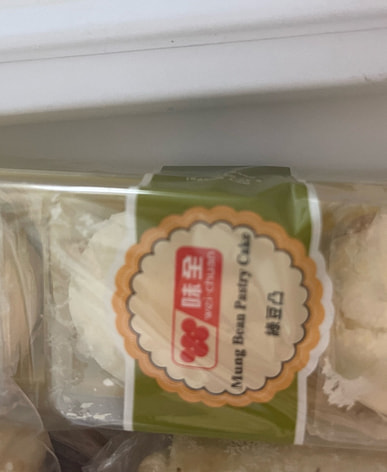 味全
wei-chuan
Mung Bean Pastry Cake
綠豆凸